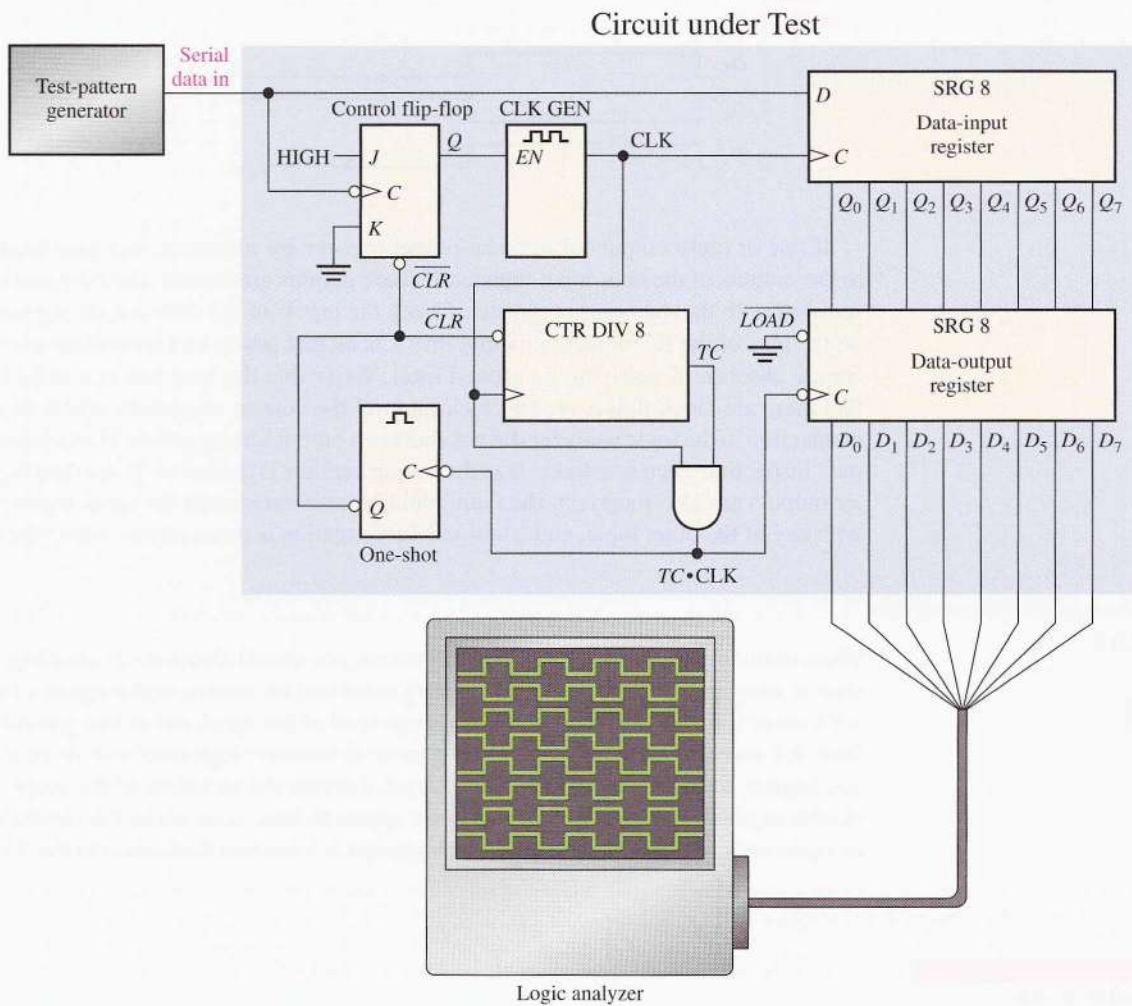 Circuit under Test
Serial
data in
Test-pattern
generator
Control flip-flop
CLK GEN
HIGH
J
Q
EN
CLK
C
K
CLR
D
SRG 8
Data-input
register
C
Q0 Q1 Q2 Q3 Q4 Q5 Q6 Q7
CLR
CTR DIV 8
TC
LOAD
SRG 8
Data-output
register
C
D0 D1 D2 D3 D4 D5 D6 D7
C
Q
One-shot
TC•CLK
Logic analyzer